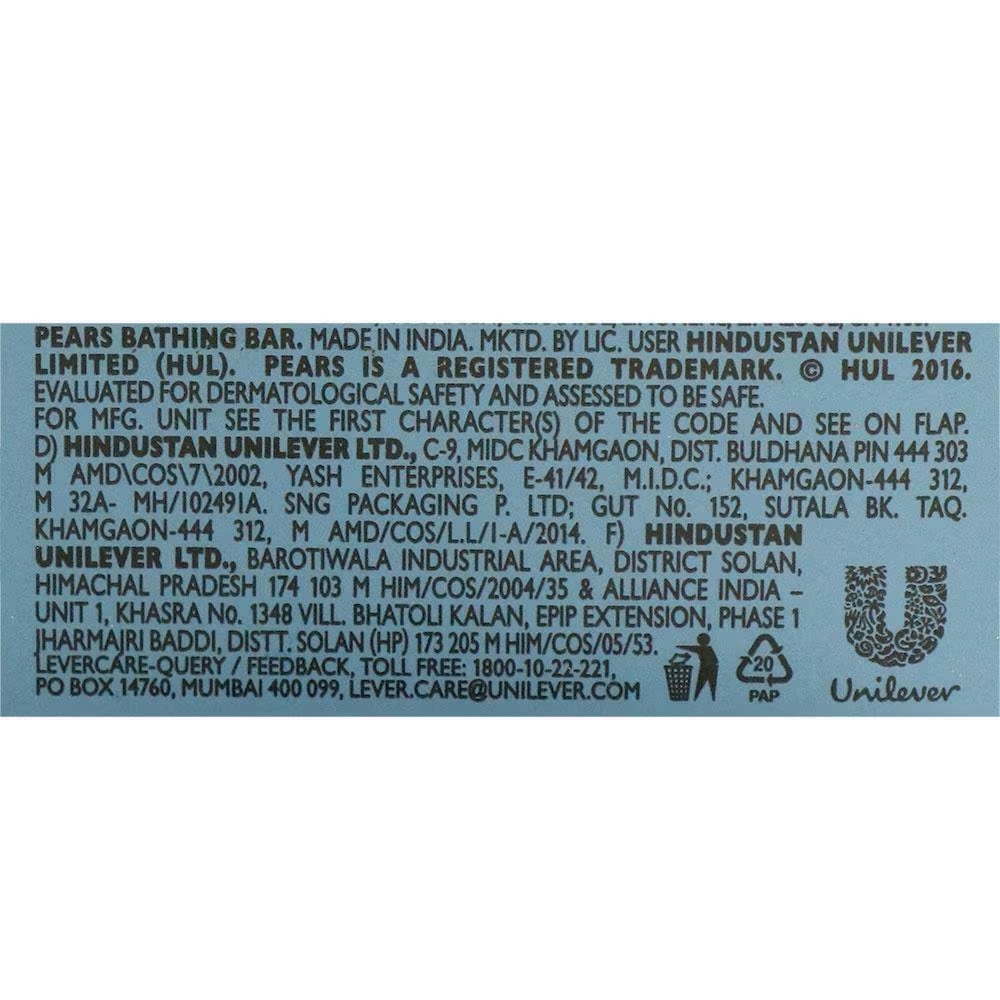 PEARS BATHING BAR. MADE IN INDIA. MKTD. BY LIC. USER HINDUSTAN UNILEVER
LIMITED (HUL). PEARS IS A REGISTERED TRADEMARK. © HUL 2016.
EVALUATED FOR DERMATOLOGICAL SAFETY AND ASSESSED TO BE SAFE.
FOR MFG. UNIT SEE THE FIRST CHARACTER(S) OF THE CODE AND SEE ON FLAP.
D) HINDUSTAN UNILEVER LTD., C-9, MIDC KHAMGAON, DIST. BULDHANA PIN 444 303
M AMD\COS\7\2002, YASH ENTERPRISES, E-41/42, M.I.D.C.; KHAMGAON-444 312,
M 32A- MH/102491A. SNG PACKAGING P. LTD; GUT No. 152, SUTALA BK. TAQ.
KHAMGAON-444 312, M AMD/COS/L.L/1-A/2014. F) HINDUSTAN
UNILEVER LTD., BAROTIWALA INDUSTRIAL AREA, DISTRICT SOLAN,
HIMACHAL PRADESH 174 103 M HIM/COS/2004/35 & ALLIANCE INDIA –
UNIT 1, KHASRA No. 1348 VILL. BHATOLI KALAN, EPIP EXTENSION, PHASE 1
JHARMAJRI BADDI, DISTT. SOLAN (HP) 173 205 M HIM/COS/05/53.
LEVERCARE-QUERY / FEEDBACK, TOLL FREE: 1800-10-22-221,
PO BOX 14760, MUMBAI 400 099, LEVER.CARE@UNILEVER.COM
20
PAP
Unilever